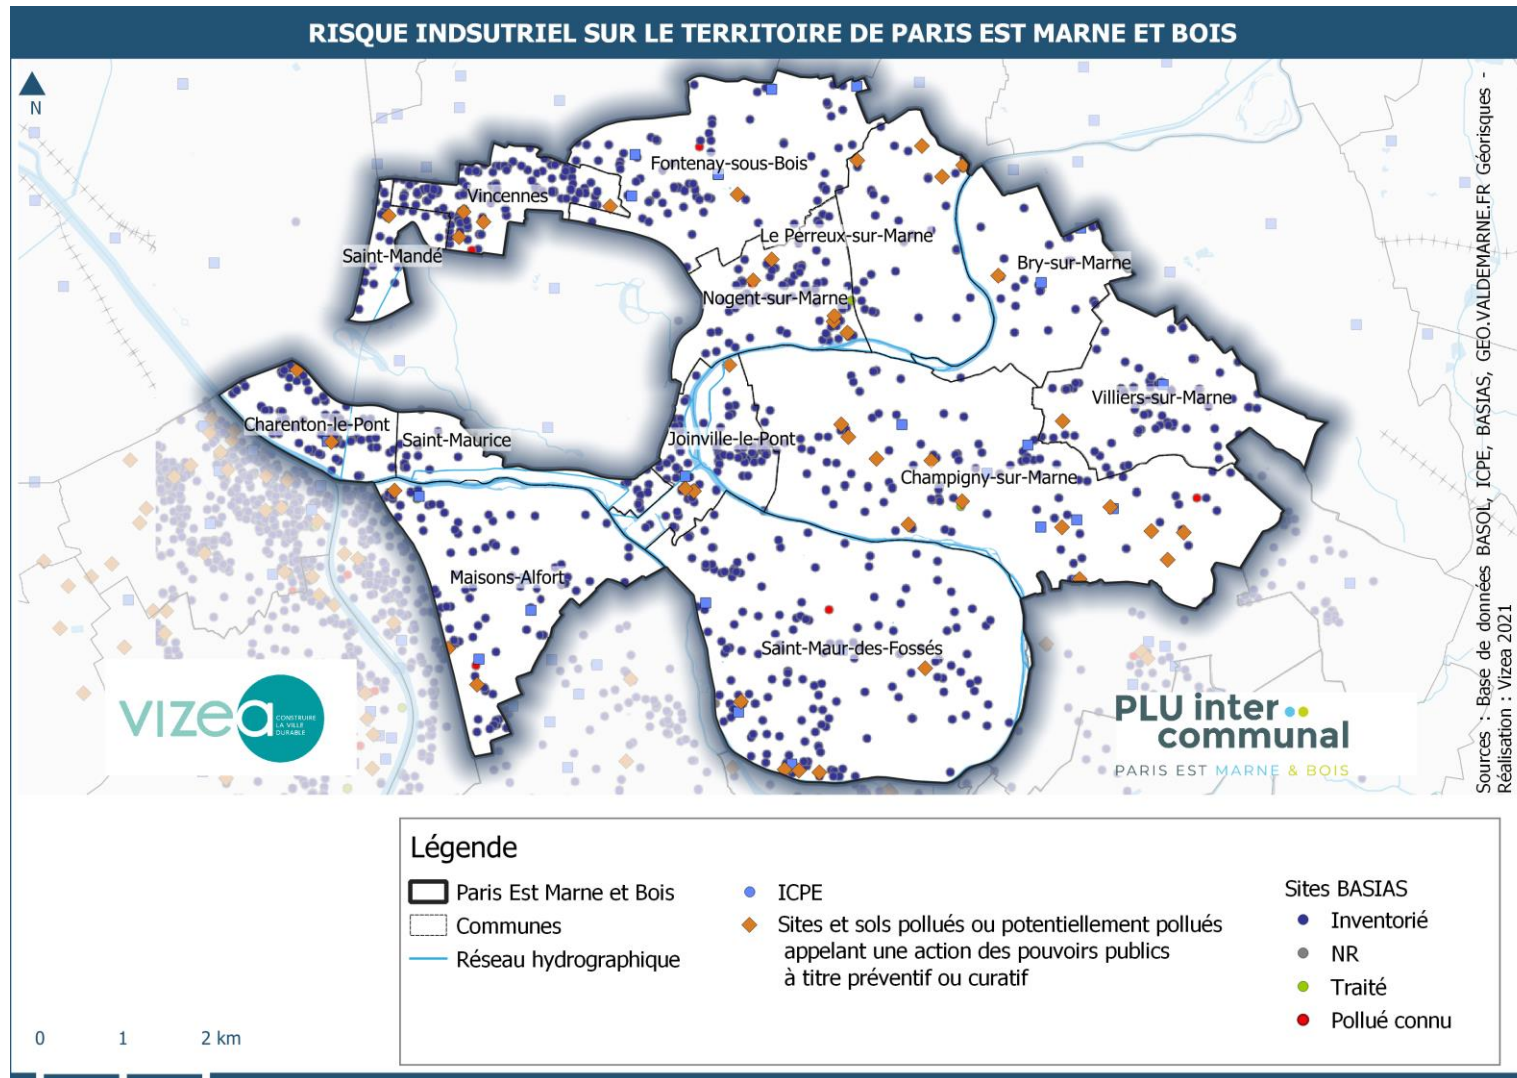 RISQUE INDSUTRIEL SUR LE TERRITOIRE DE PARIS EST MARNE ET BOIS
N
Fontenay-sous-Bois
Vincennes
Le Perreux-sur-Marne
Saint-Mandé
Bry-sur-Marne
Nogent-sur-Marne
Villiers-sur-Marne
Charenton-le-Pont
Saint-Maurice
Joinville-le-Pont
Champigny-sur-Marne
Maisons-Alfort
Saint-Maur-des-Fossés
vizea
CONSTRUIRE
LA VILLE
DURABLE
PLU inter
communal
PARIS EST MARNE & BOIS
Sources : Base de données BASOL, ICPE, BASIAS, GEO.VALDEMARNE.FR Géorisques -
Réalisation : Vizea 2021
Légende
Paris Est Marne et Bois
Communes
Réseau hydrographique
ICPE
Sites et sols pollués ou potentiellement pollués
appelant une action des pouvoirs publics
à titre préventif ou curatif
Sites BASIAS
Inventorié
NR
Traité
Pollué connu
0 1 2 km